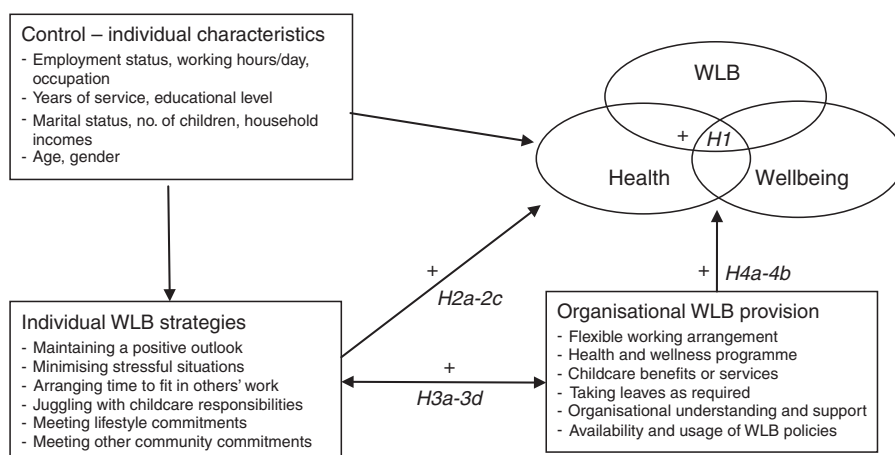 Control – individual characteristics
- Employment status, working hours/day,
occupation
- Years of service, educational level
- Marital status, no. of children, household
incomes
- Age, gender
WLB
+ H1
Health
Wellbeing
+
H2a-2c
+
H4a-4b
Individual WLB strategies
- Maintaining a positive outlook
- Minimising stressful situations
- Arranging time to fit in others’ work
- Juggling with childcare responsibilities
- Meeting lifestyle commitments
- Meeting other community commitments
+
H3a-3d
Organisational WLB provision
- Flexible working arrangement
- Health and wellness programme
- Childcare benefits or services
- Taking leaves as required
- Organisational understanding and support
- Availability and usage of WLB policies